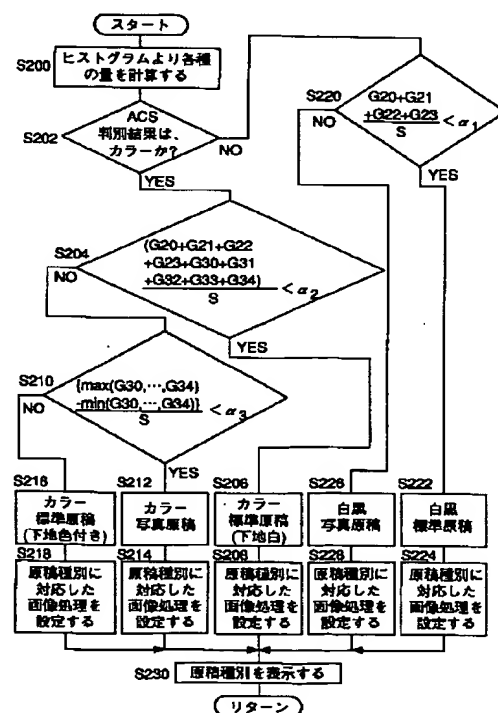 スタート
S200
ヒストグラムより各種
の量を計算する
S202
ACS
判別結果は、
カラーか?
NO
YES
S220
G20+G21
+G22+G23
S
<α1
NO
YES
S204
(G20+G21+G22
+G23+G30+G31
+G32+G33+G34)
S
<α2
NO
YES
S210
{max(G30,…,G34)
-min(G30,…,G34)}
S
<α3
NO
YES
S216
カラー
標準原稿
(下地色付き)
S212
カラー
写真原稿
S206
カラー
標準原稿
(下地白)
S226
白黒
写真原稿
S222
白黒
標準原稿
S218
原稿種別に
対応した
画像処理を
設定する
S214
原稿種別に
対応した
画像処理を
設定する
S208
原稿種別に
対応した
画像処理を
設定する
S228
原稿種別に
対応した
画像処理を
設定する
S224
原稿種別に
対応した
画像処理を
設定する
S230
原稿種別を表示する
リターン